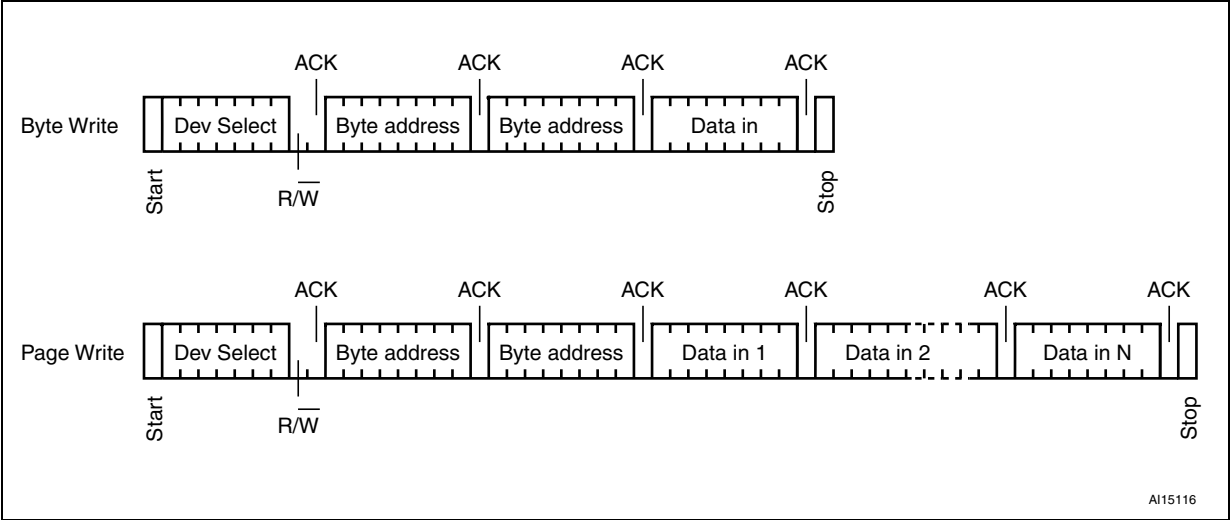 ACK ACK ACK ACK
Byte Write Dev Select Byte address Byte address Data in
Start R/W̅ Stop
ACK ACK ACK ACK ACK ACK
Page Write Dev Select Byte address Byte address Data in 1 Data in 2 Data in N
Start R/W̅ Stop
AI15116